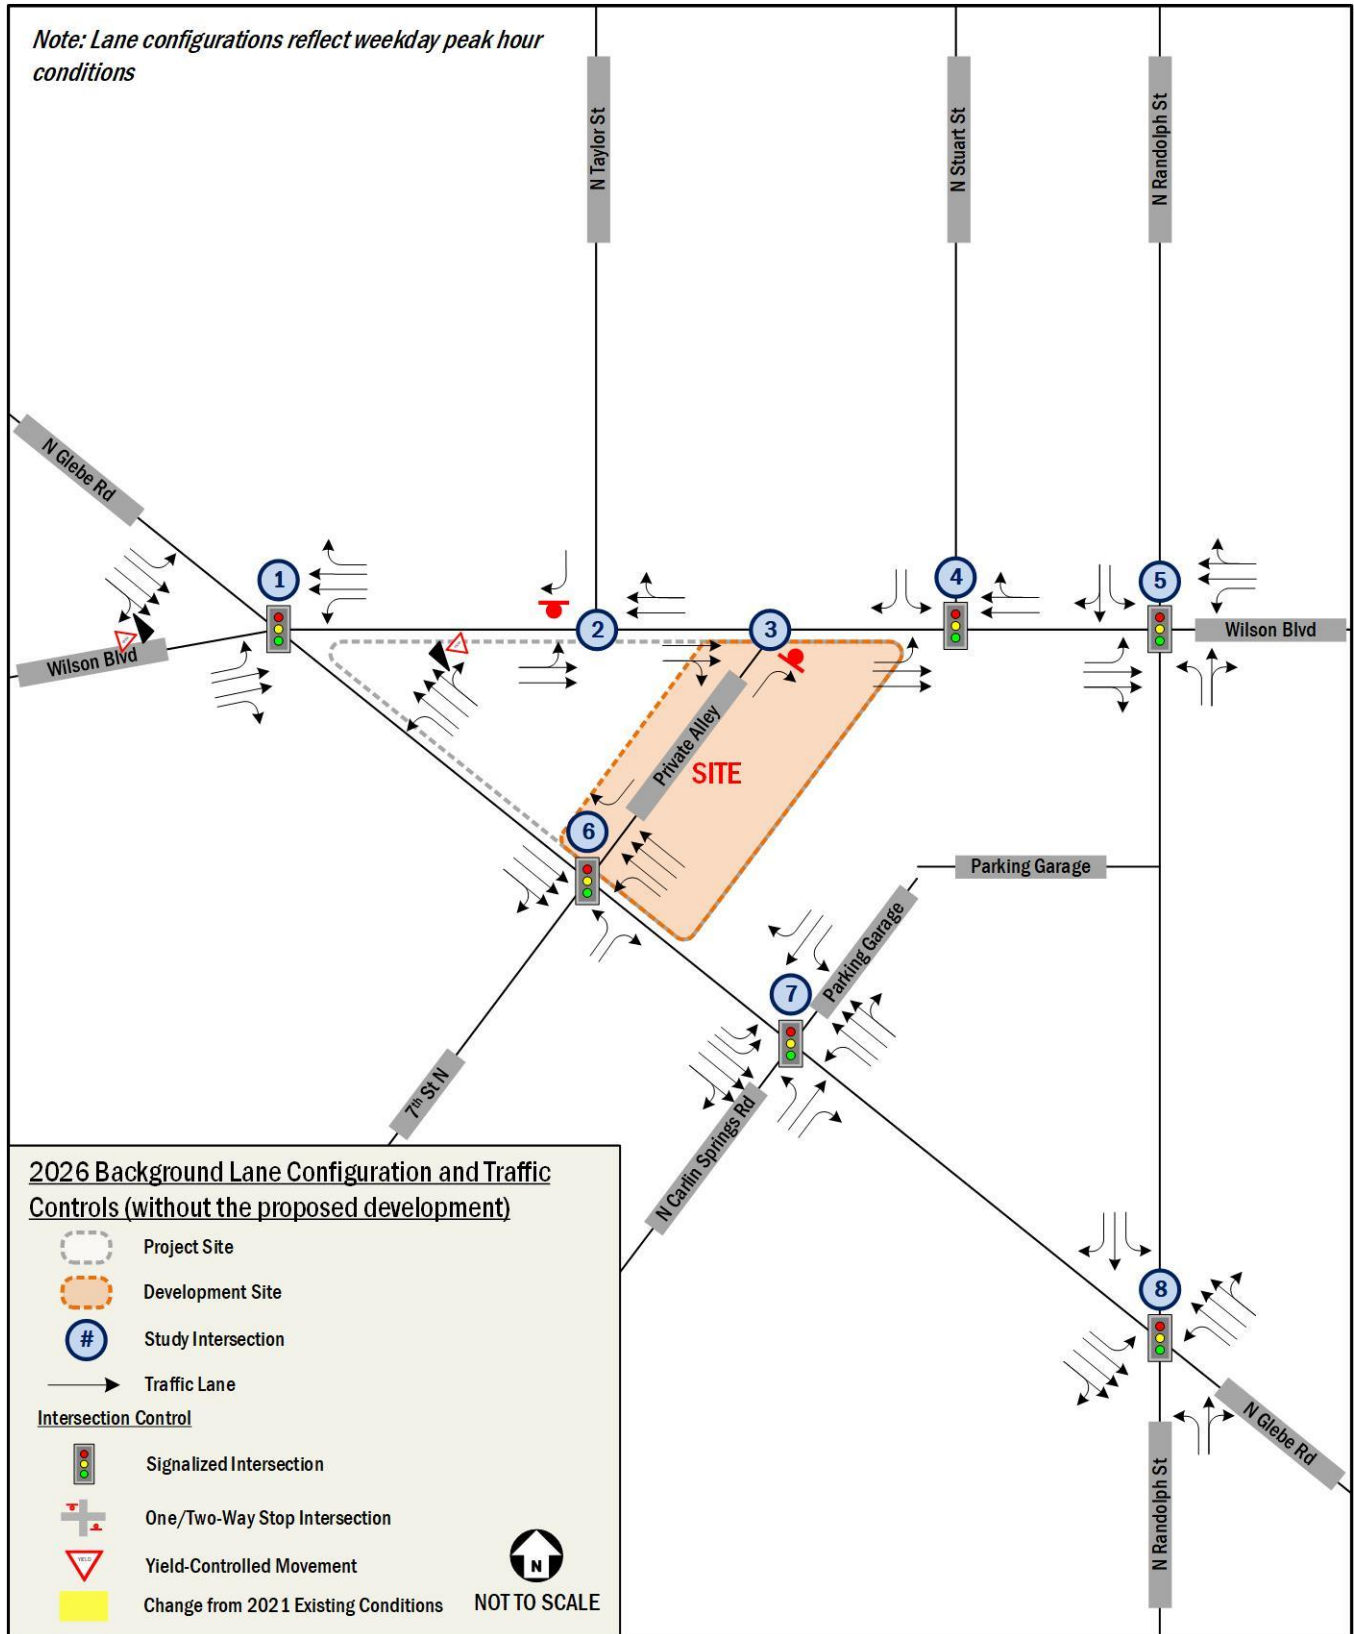 Note: Lane configurations reflect weekday peak hour
conditions
N Taylor St
N Stuart St
N Randolph St
N Glebe Rd
1
2
3
4
5
Wilson Blvd
Wilson Blvd
Private Alley
SITE
6
Parking Garage
Parking Garage
7
7th St N
N Carlin Springs Rd
8
N Glebe Rd
N Randolph St
2026 Background Lane Configuration and Traffic
Controls (without the proposed development)
Project Site
Development Site
# Study Intersection
Traffic Lane
Intersection Control
Signalized Intersection
One/Two-Way Stop Intersection
YIELD Yield-Controlled Movement
Change from 2021 Existing Conditions
N
NOT TO SCALE